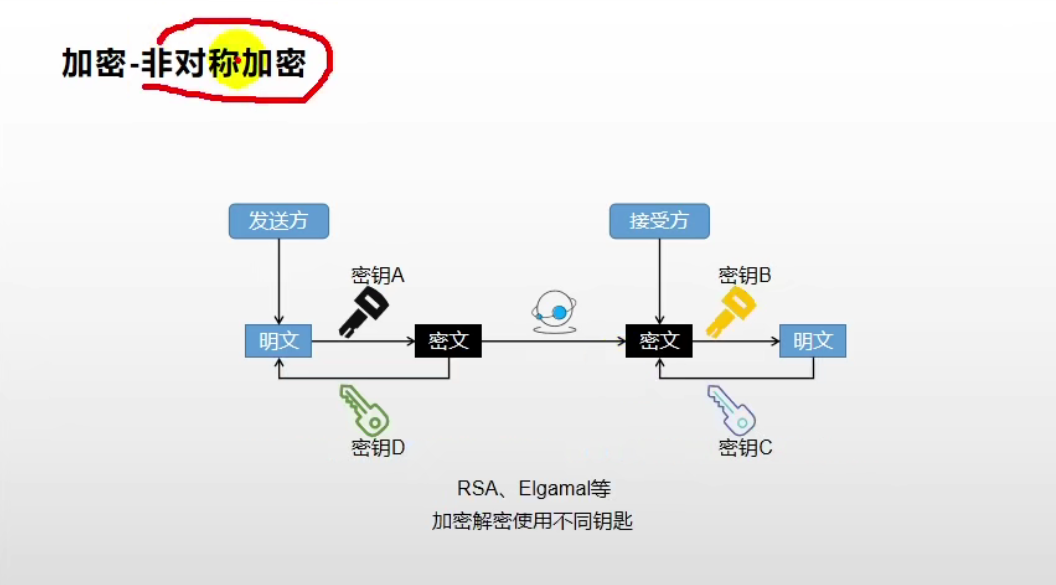 加密-非对称加密
发送方
接受方
密钥A
密钥B
明文
密文
密文
明文
密钥D
密钥C
RSA、Elgamal等
加密解密使用不同钥匙